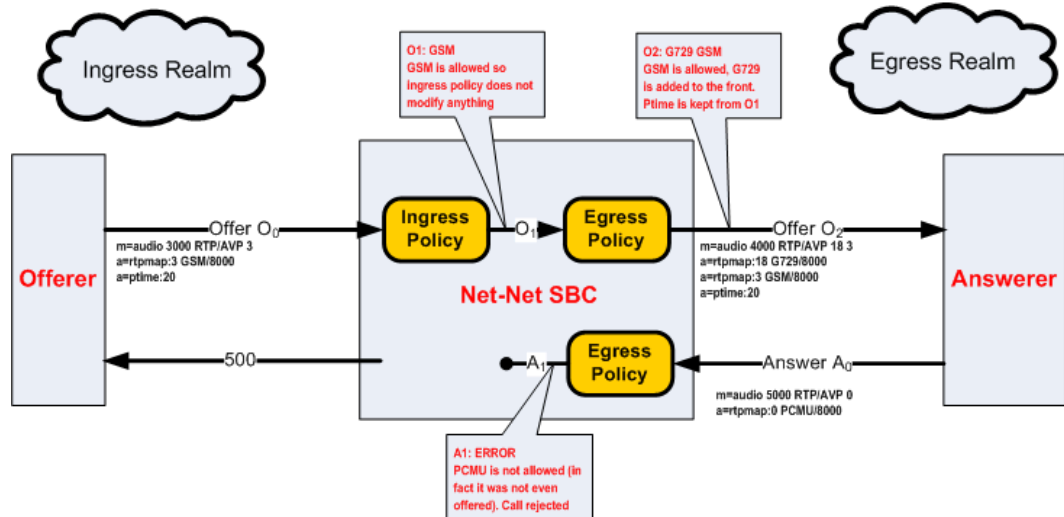 Ingress Realm
O1: GSM
GSM is allowed so
ingress policy does not
modify anything
O2: G729 GSM
GSM is allowed, G729
is added to the front.
Ptime is kept from O1
Egress Realm
Offerer
Offer O0
m=audio 3000 RTP/AVP 3
a=rtpmap:3 GSM/8000
a=ptime:20
Ingress
Policy
O1
Egress
Policy
Offer O2
m=audio 4000 RTP/AVP 18 3
a=rtpmap:18 G729/8000
a=rtpmap:3 GSM/8000
a=ptime:20
Answerer
Net-Net SBC
500
A1
Egress
Policy
Answer A0
m=audio 5000 RTP/AVP 0
a=rtpmap:0 PCMU/8000
A1: ERROR
PCMU is not allowed (in
fact it was not even
offered). Call rejected